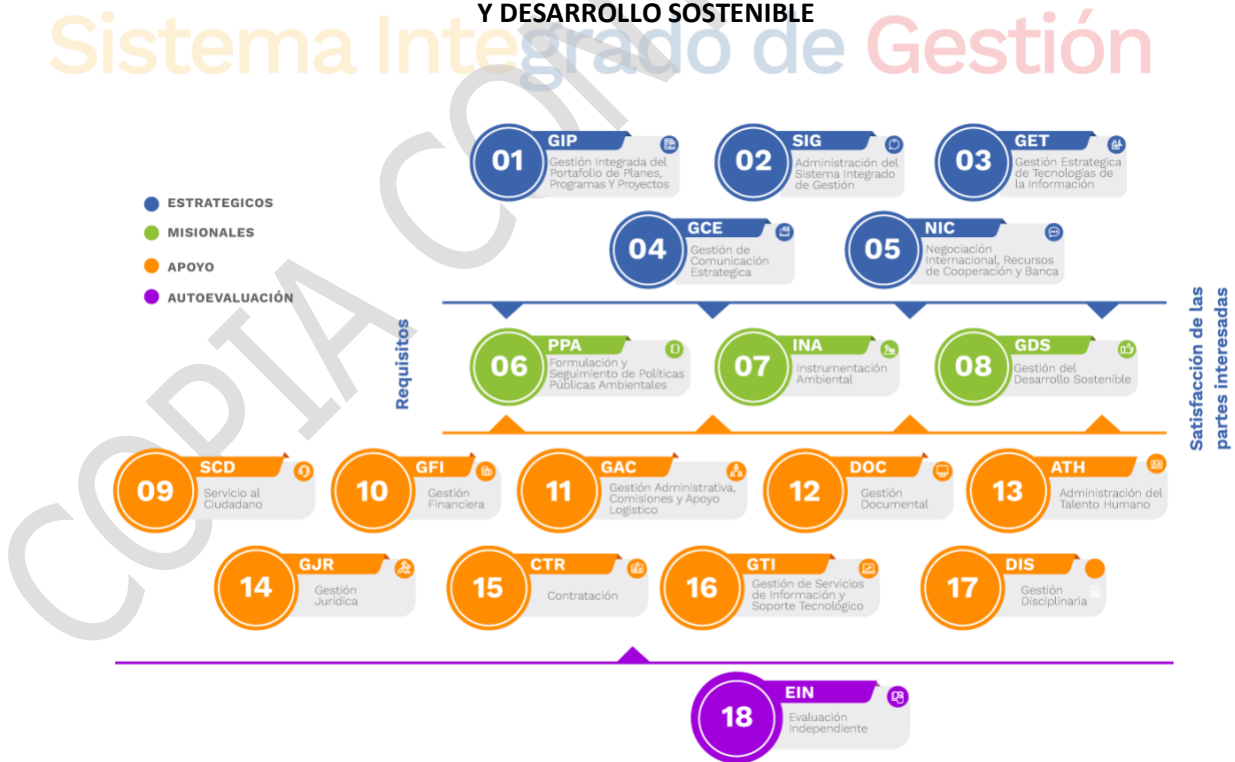 Y DESARROLLO SOSTENIBLE
Sistema Integrado de Gestión
01
GIP
Gestión Integrada del
Portafolio de Planes,
Programas Y Proyectos
02
SIG
Administración del
Sistema Integrado
de Gestión
03
GET
Gestión Estrategica
de Tecnologías de
la Información
ESTRATEGICOS
MISIONALES
APOYO
AUTOEVALUACIÓN
04
GCE
Gestión de
Comunicación
Estrategica
05
NIC
Negociación
Internacional, Recursos
de Cooperación y Banca
Requisitos
06
PPA
Formulación y
Seguimiento de Políticas
Públicas Ambientales
07
INA
Instrumentación
Ambiental
08
GDS
Gestión del
Desarrollo Sostenible
Satisfacción de las
partes interesadas
09
SCD
Servicio al
Ciudadano
10
GFI
Gestión
Financiera
11
GAC
Gestión Administrativa,
Comisiones y Apoyo
Logistico
12
DOC
Gestión
Documental
13
ATH
Administración del
Talento Humano
14
GJR
Gestión
Jurídica
15
CTR
Contratación
16
GTI
Gestión de Servicios
de Información y
Soporte Tecnológico
17
DIS
Gestión
Disciplinaria
18
EIN
Evaluación
Independiente
COPIA CON